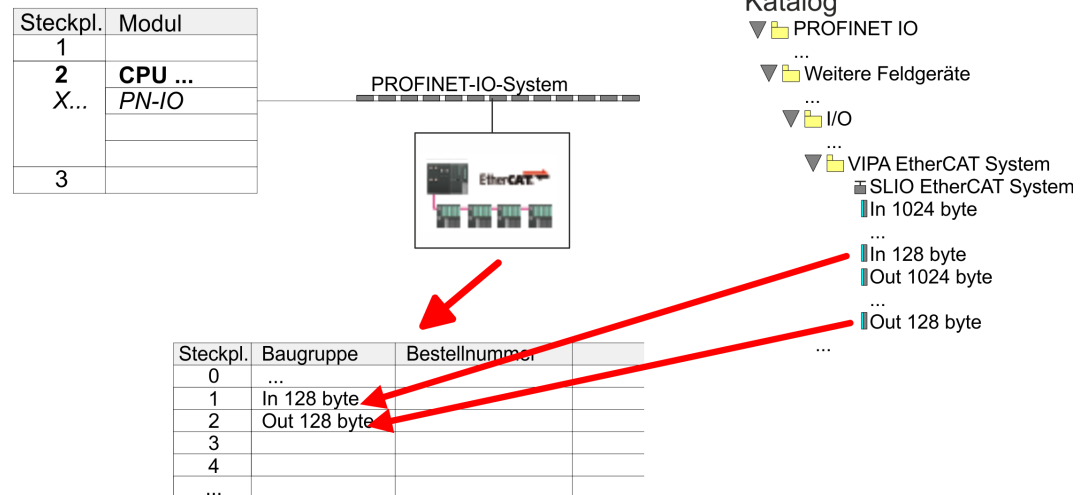 Steckpl. Modul
1
2 CPU ...
X... PN-IO
3
PROFINET-IO-System
EtherCAT
Katalog
PROFINET IO
...
Weitere Feldgeräte
...
I/O
...
VIPA EtherCAT System
SLIO EtherCAT System
In 1024 byte
...
In 128 byte
Out 1024 byte
...
Out 128 byte
...
Steckpl. Baugruppe Bestellnummer
0 ...
1 In 128 byte
2 Out 128 byte
3
4
...